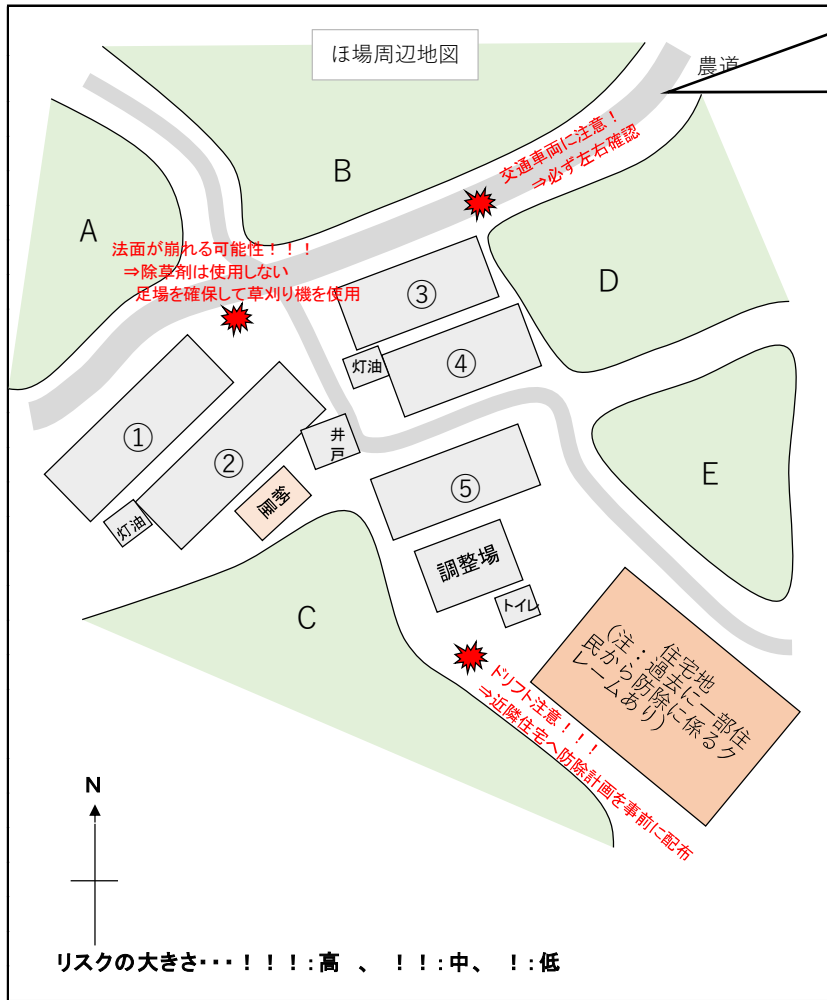 ほ場周辺地図
農道
交通車両に注意！
⇒必ず左右確認
B
A
法面が崩れる可能性！！！
⇒除草剤は使用しない
足場を確保して草刈り機を使用
D
③
灯油
④
①
②
井戸
納屋
灯油
⑤
E
調整場
トイレ
C
住宅地
（注：過去に一部住
民から防除に係るク
レームあり）
ドリフト注意！！！
⇒近隣住宅へ防除計画を事前に配布
N
リスクの大きさ･･･！！！：高　、　！！：中、　！：低